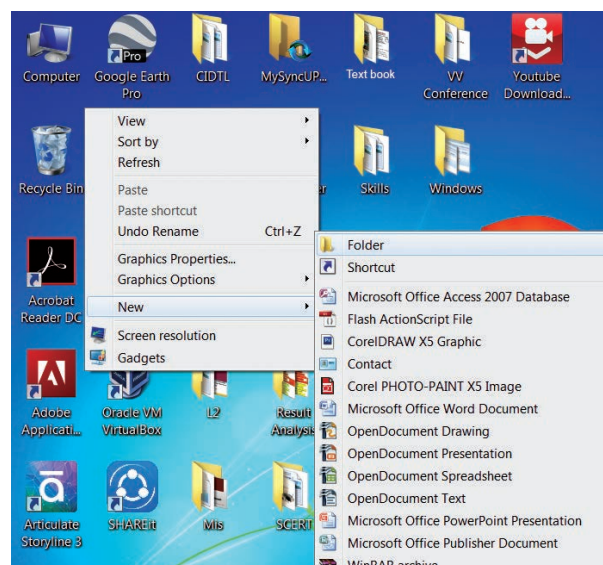 Computer
Google Earth
Pro
Pro
CIDTL
MySyncUP...
Text book
VV
Conference
Youtube
Download...
Recycle Bin
Skills
Windows
View
Sort by
Refresh
Paste
Paste shortcut
Undo Rename Ctrl+Z
Graphics Properties...
Graphics Options
New
Screen resolution
Gadgets
Folder
Shortcut
Microsoft Office Access 2007 Database
Flash ActionScript File
CorelDRAW X5 Graphic
Contact
Corel PHOTO-PAINT X5 Image
Microsoft Office Word Document
OpenDocument Drawing
OpenDocument Presentation
OpenDocument Spreadsheet
OpenDocument Text
Microsoft Office PowerPoint Presentation
Microsoft Office Publisher Document
WinRAR archive
Acrobat
Reader DC
Adobe
Applicati...
Oracle VM
VirtualBox
L2
Result
Analysis
Articulate
Storyline 3
SHAREit
Mis
SCERT